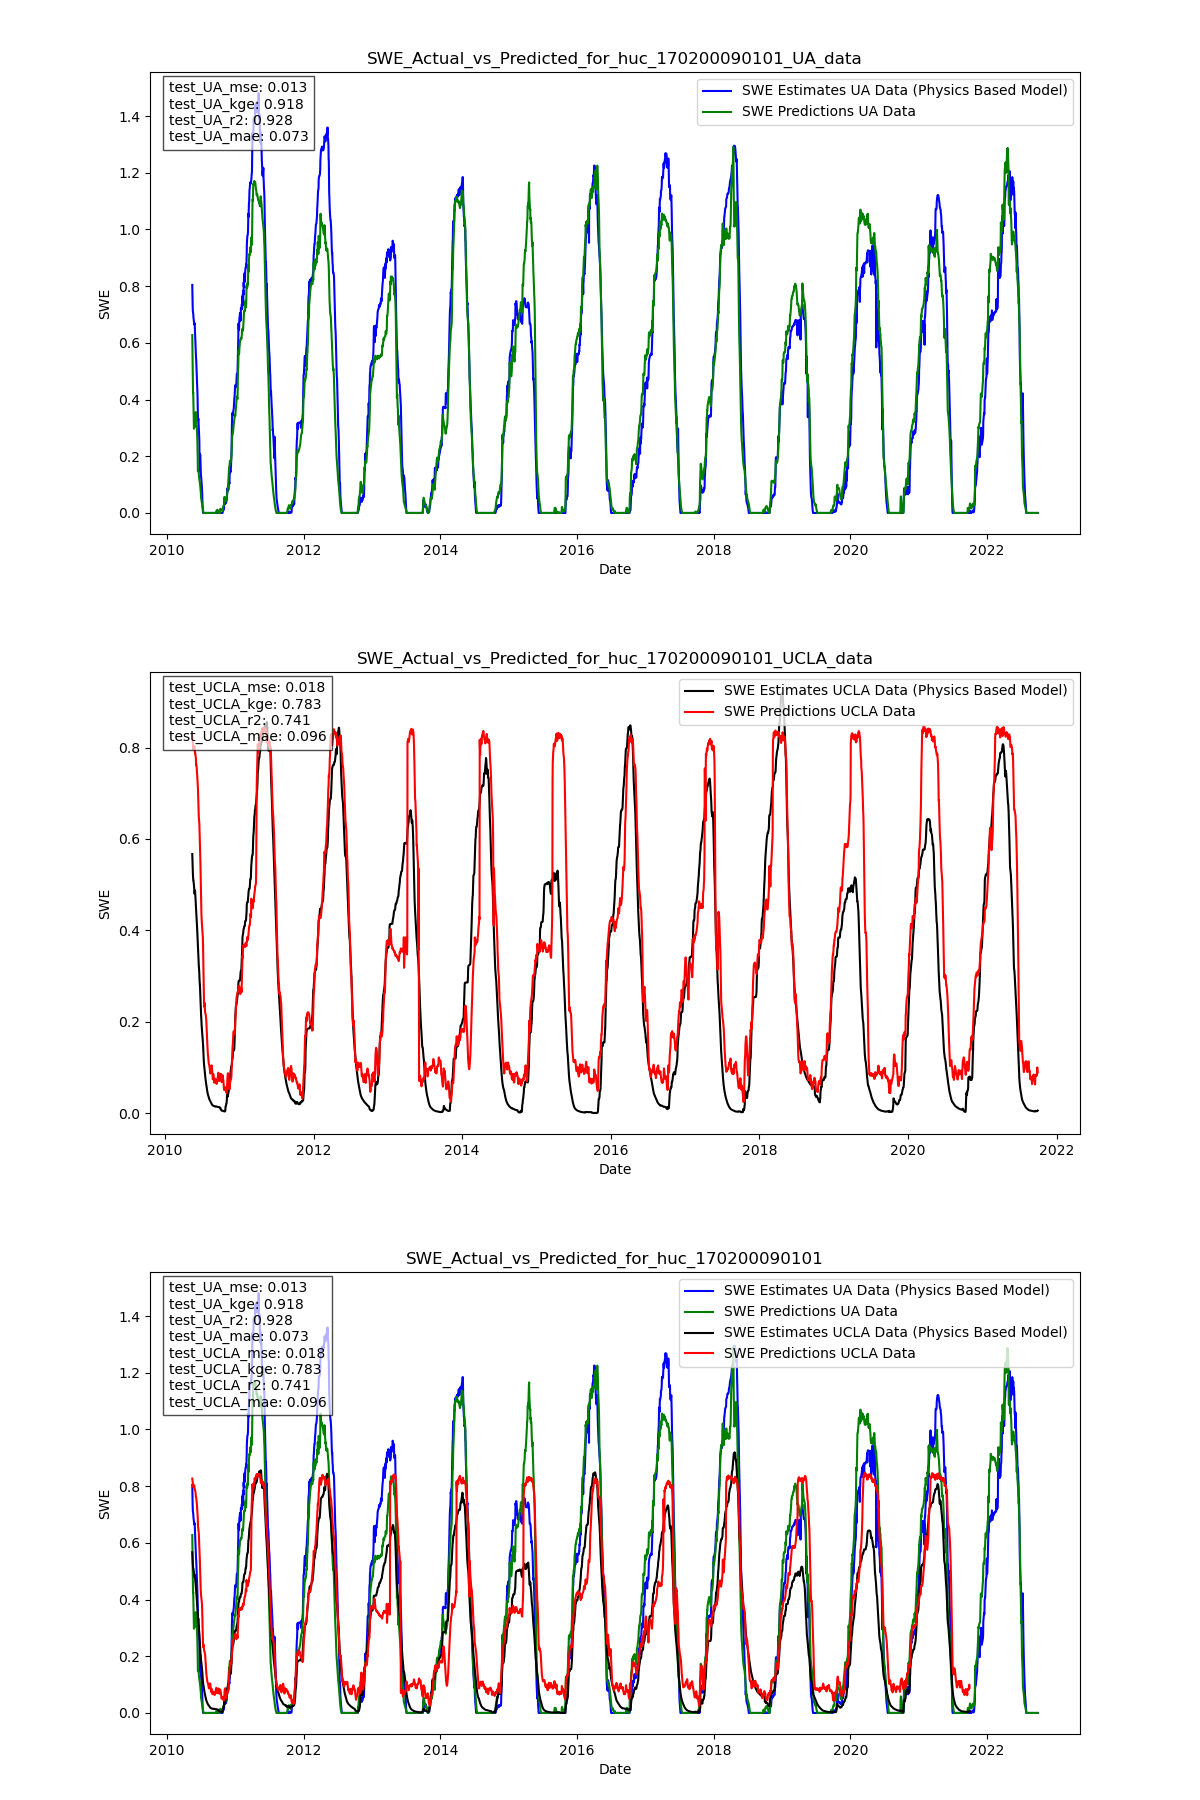 SWE_Actual_vs_Predicted_for_huc_170200090101_UA_data
test_UA_mse: 0.013
test_UA_kge: 0.918
test_UA_r2: 0.928
test_UA_mae: 0.073
SWE Estimates UA Data (Physics Based Model)
SWE Predictions UA Data
SWE
1.4
1.2
1.0
0.8
0.6
0.4
0.2
0.0
2010 2012 2014 2016 2018 2020 2022
Date
SWE_Actual_vs_Predicted_for_huc_170200090101_UCLA_data
test_UCLA_mse: 0.018
test_UCLA_kge: 0.783
test_UCLA_r2: 0.741
test_UCLA_mae: 0.096
SWE Estimates UCLA Data (Physics Based Model)
SWE Predictions UCLA Data
SWE
0.8
0.6
0.4
0.2
0.0
2010 2012 2014 2016 2018 2020 2022
Date
SWE_Actual_vs_Predicted_for_huc_170200090101
test_UA_mse: 0.013
test_UA_kge: 0.918
test_UA_r2: 0.928
test_UA_mae: 0.073
test_UCLA_mse: 0.018
test_UCLA_kge: 0.783
test_UCLA_r2: 0.741
test_UCLA_mae: 0.096
SWE Estimates UA Data (Physics Based Model)
SWE Predictions UA Data
SWE Estimates UCLA Data (Physics Based Model)
SWE Predictions UCLA Data
SWE
1.4
1.2
1.0
0.8
0.6
0.4
0.2
0.0
2010 2012 2014 2016 2018 2020 2022
Date